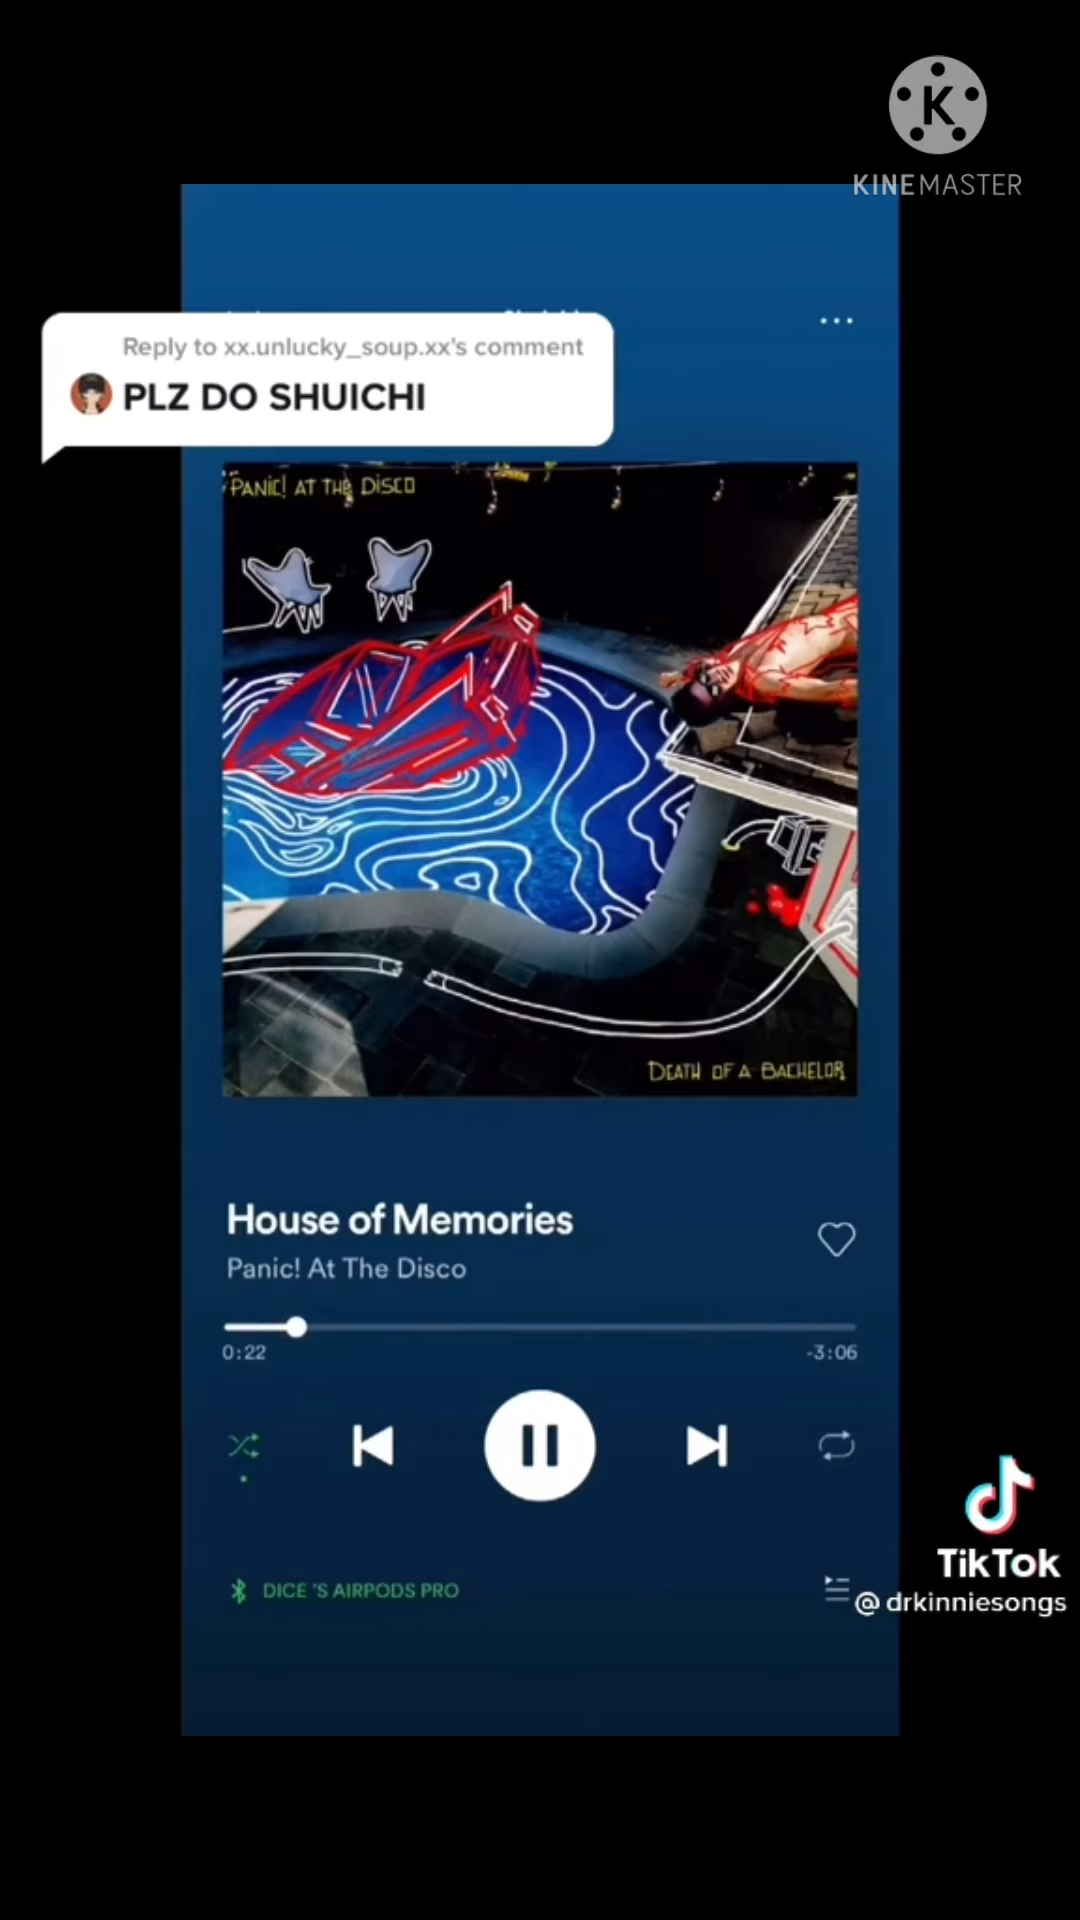 K
KINEMASTER
Reply to xx.unlucky_soup.xx's comment
PLZ DO SHUICHI
PANIC! AT THE DISCO
DEATH OF A BACHELOR
House of Memories
Panic! At The Disco
0:22
-3:06
DICE 'S AIRPODS PRO
TikTok
@drkinniesongs